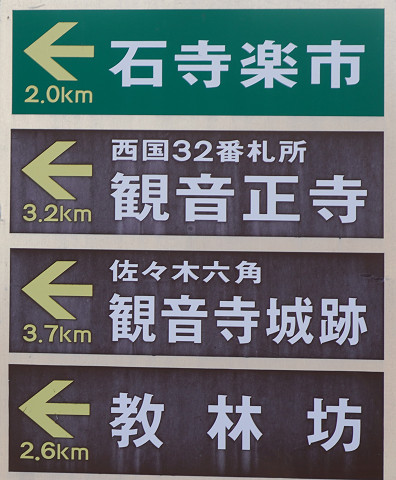 石寺楽市
2.0km
西国32番札所
観音正寺
3.2km
佐々木六角
観音寺城跡
3.7km
教林坊
2.6km